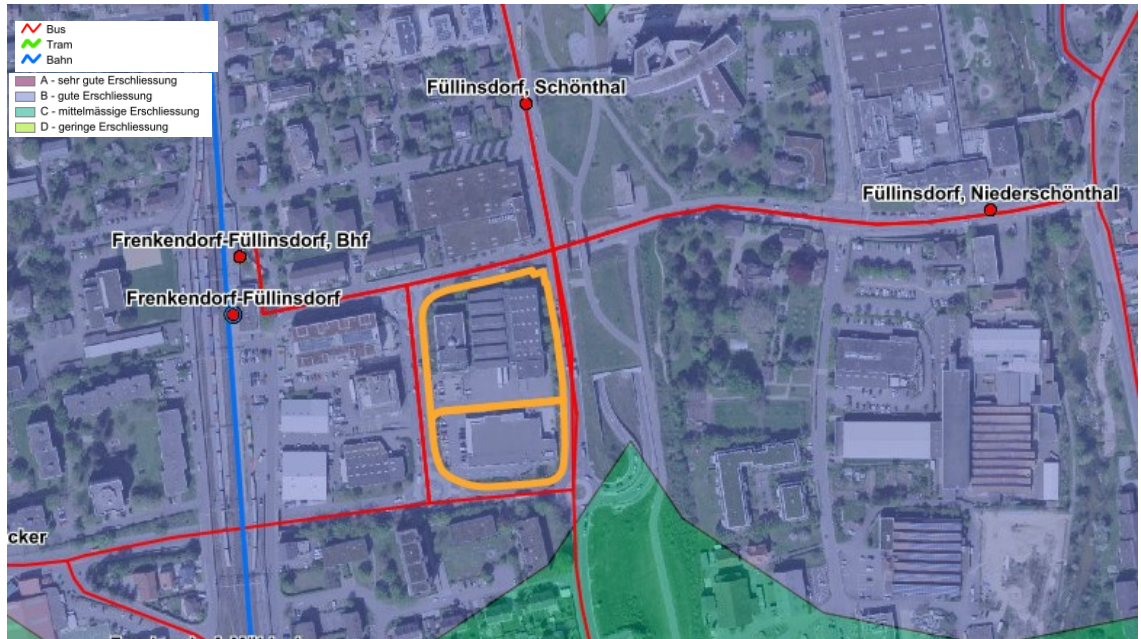 Bus
Tram
Bahn
A - sehr gute Erschliessung
B - gute Erschliessung
C - mittelmässige Erschliessung
D - geringe Erschliessung
Füllinsdorf, Schönthal
Füllinsdorf, Niederschönthal
Frenkendorf-Füllinsdorf, Bhf
Frenkendorf-Füllinsdorf
cker